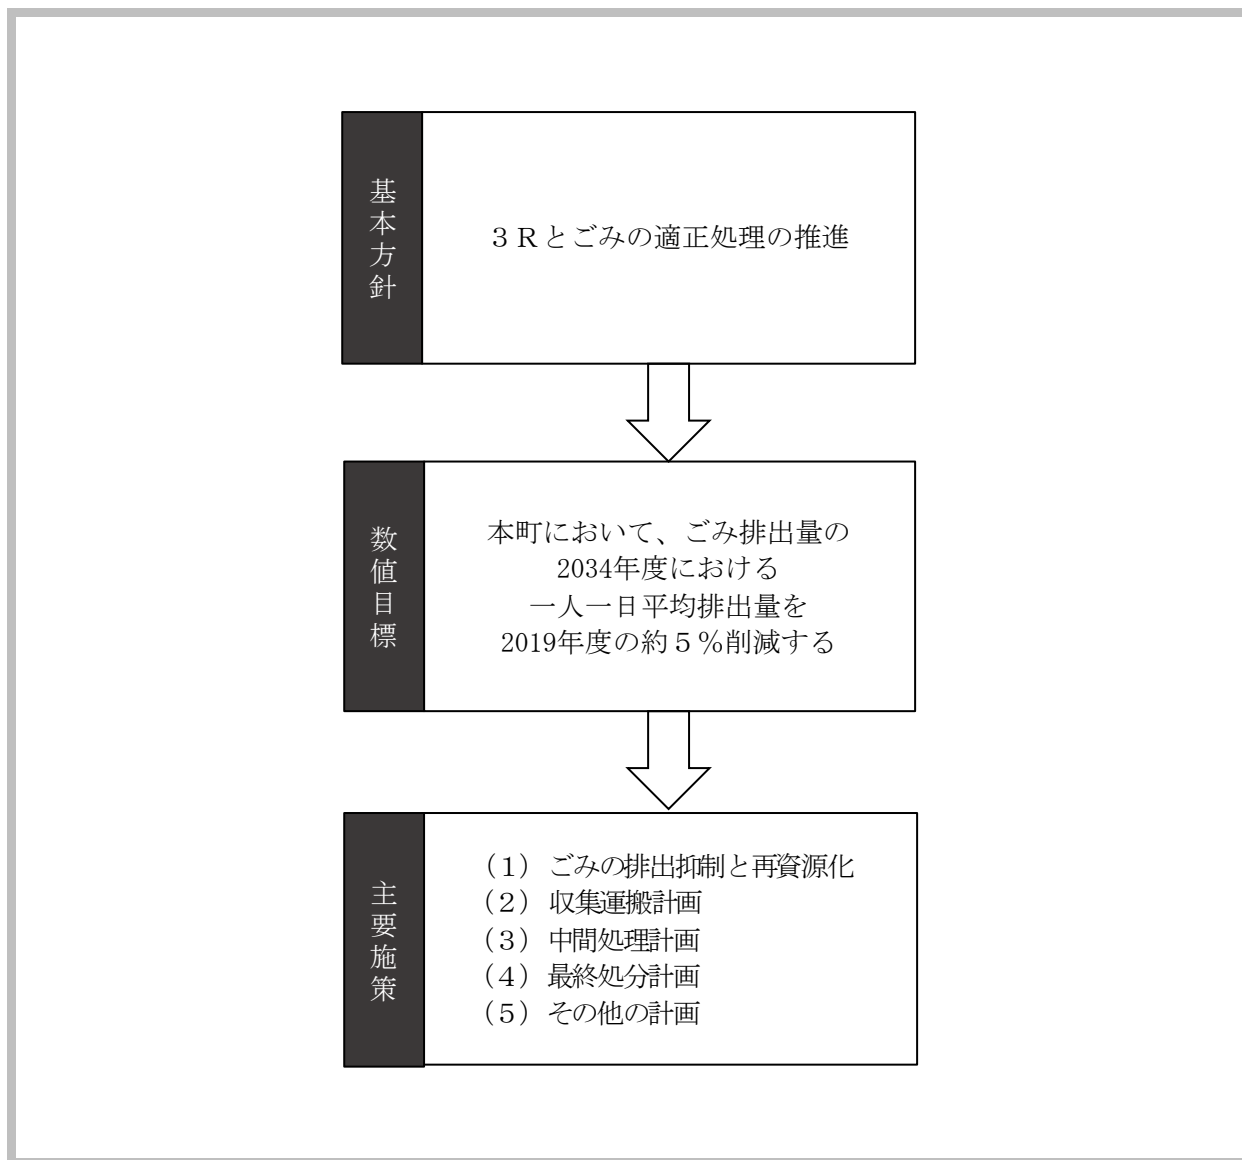 基本方針
３Ｒとごみの適正処理の推進
数値目標
本町において、ごみ排出量の
2034年度における
一人一日平均排出量を
2019年度の約５％削減する
主要施策
（１）ごみの排出抑制と再資源化
（２）収集運搬計画
（３）中間処理計画
（４）最終処分計画
（５）その他の計画